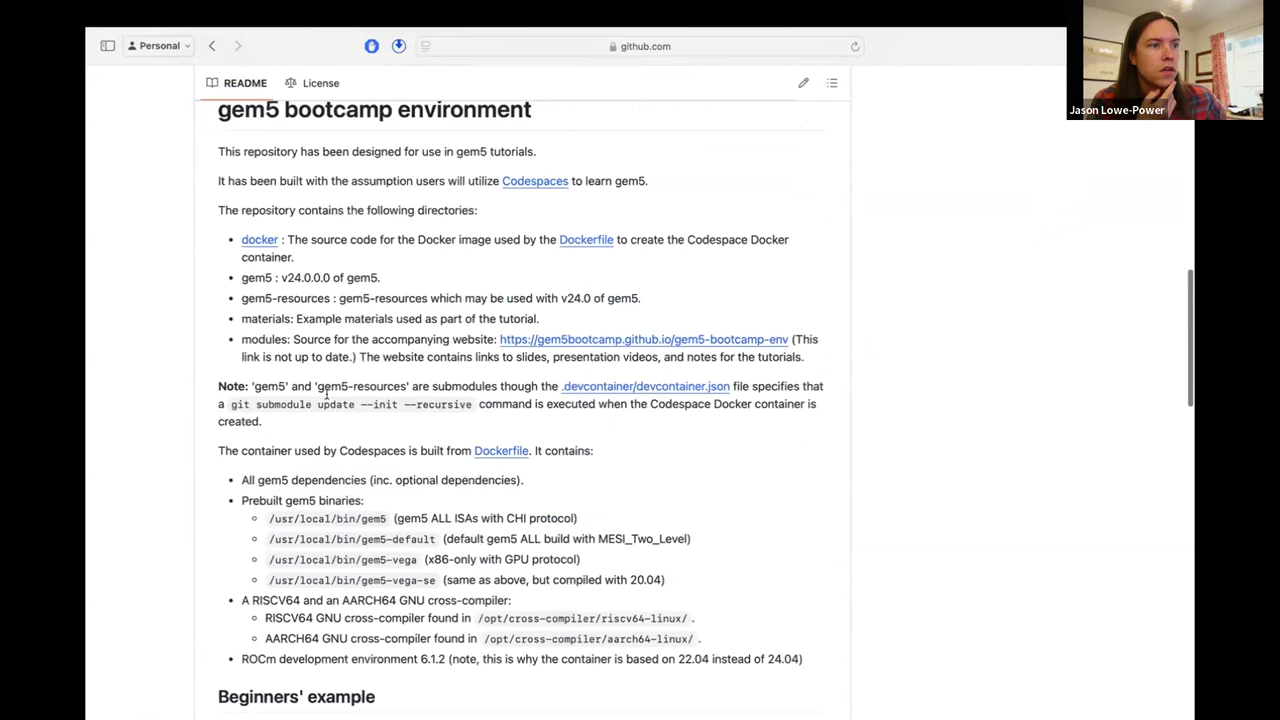 Personal
github.com
Jason Lowe-Power
README
License
gem5 bootcamp environment
This repository has been designed for use in gem5 tutorials.
It has been built with the assumption users will utilize Codespaces to learn gem5.
The repository contains the following directories:
• docker : The source code for the Docker image used by the Dockerfile to create the Codespace Docker
container.
• gem5 : v24.0.0.0 of gem5.
• gem5-resources : gem5-resources which may be used with v24.0 of gem5.
• materials: Example materials used as part of the tutorial.
• modules: Source for the accompanying website: https://gem5bootcamp.github.io/gem5-bootcamp-env (This
link is not up to date.) The website contains links to slides, presentation videos, and notes for the tutorials.
Note: 'gem5' and 'gem5-resources' are submodules though the .devcontainer/devcontainer.json file specifies that
a git submodule update --init --recursive command is executed when the Codespace Docker container is
created.
The container used by Codespaces is built from Dockerfile. It contains:
• All gem5 dependencies (inc. optional dependencies).
• Prebuilt gem5 binaries:
◦ /usr/local/bin/gem5 (gem5 ALL ISAs with CHI protocol)
◦ /usr/local/bin/gem5-default (default gem5 ALL build with MESI_Two_Level)
◦ /usr/local/bin/gem5-vega (x86-only with GPU protocol)
◦ /usr/local/bin/gem5-vega-se (same as above, but compiled with 20.04)
• A RISCV64 and an AARCH64 GNU cross-compiler:
◦ RISCV64 GNU cross-compiler found in /opt/cross-compiler/riscv64-linux/ .
◦ AARCH64 GNU cross-compiler found in /opt/cross-compiler/aarch64-linux/ .
• ROCm development environment 6.1.2 (note, this is why the container is based on 22.04 instead of 24.04)
Beginners' example